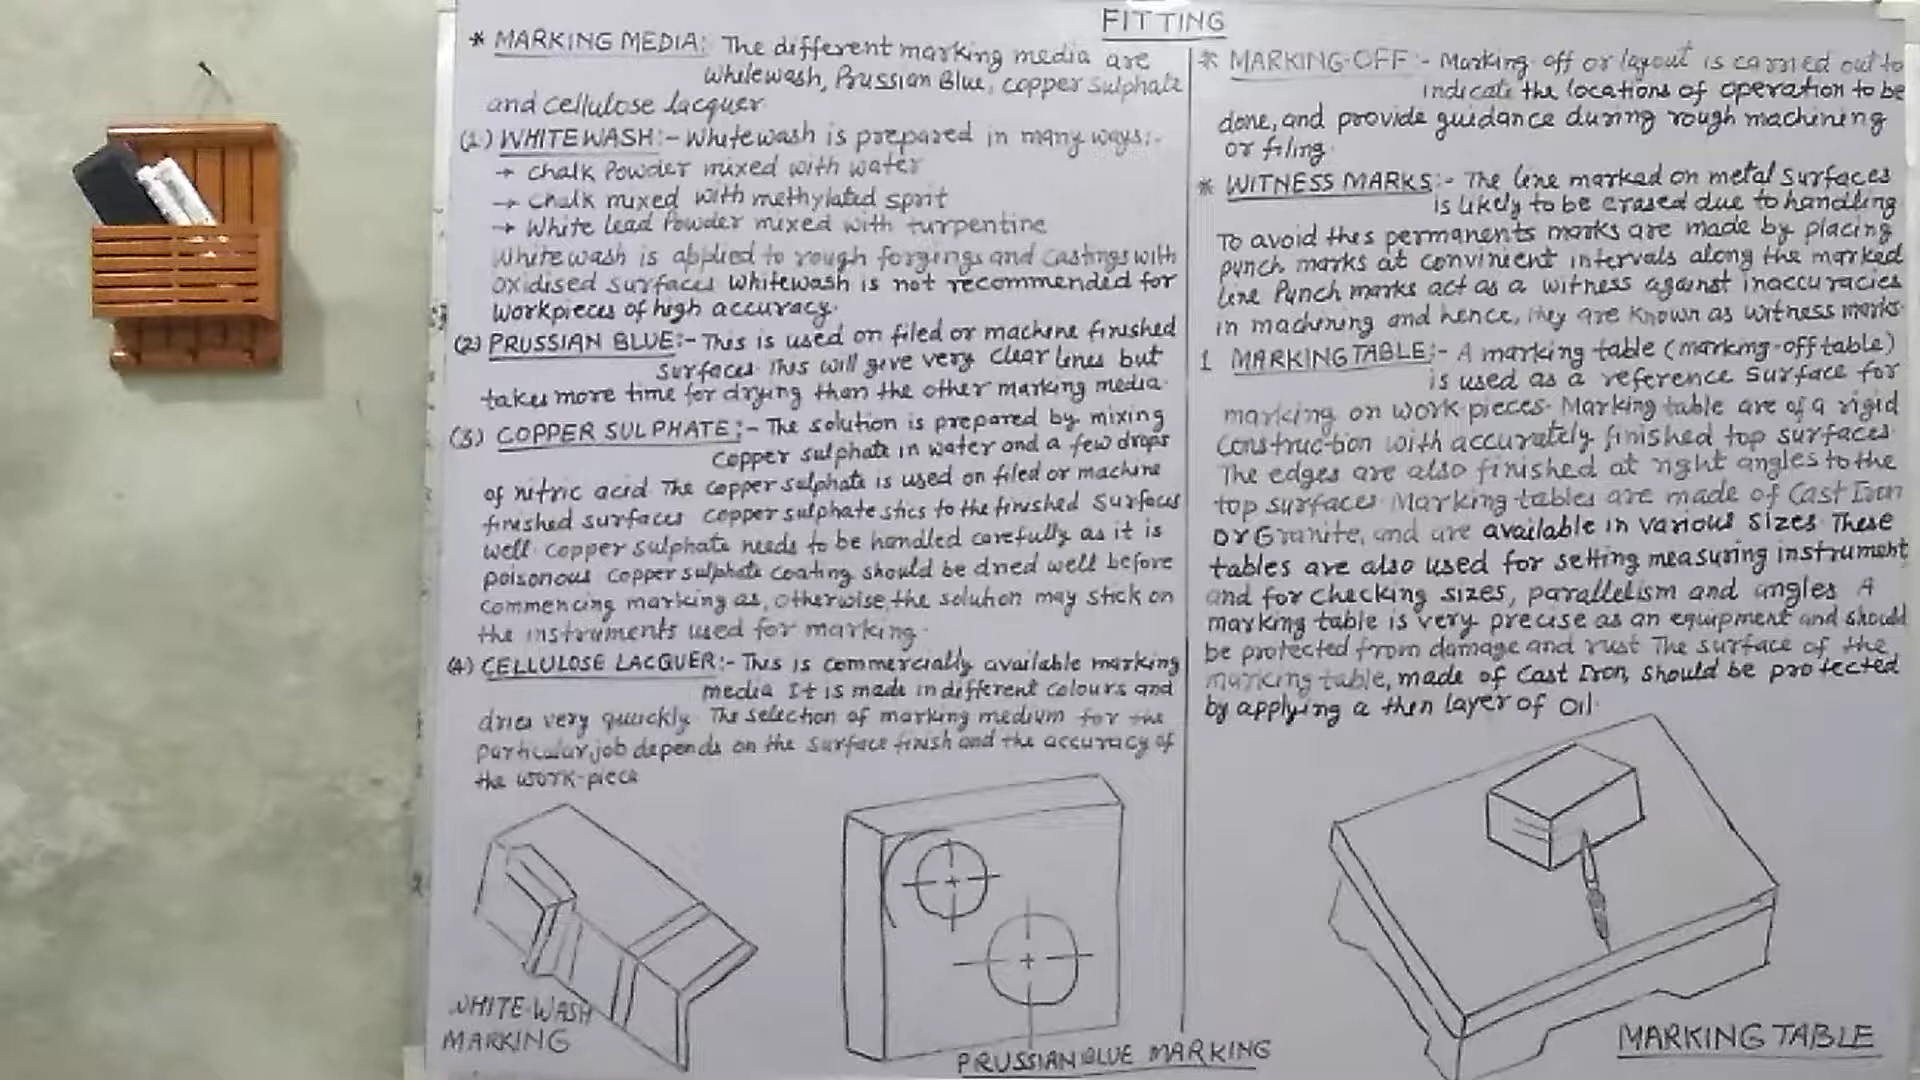 FITTING
* MARKING MEDIA: The different marking media are
Whitewash, Prussian Blue, copper Sulphate
and cellulose lacquer
(1) WHITE WASH:- Whitewash is prepared in many ways:-
→ Chalk Powder mixed with water
→ Chalk mixed with methylated sprit
→ White lead Powder mixed with turpentine
White wash is applied to rough forgings and castings with
oxidised surfaces Whitewash is not recommended for
workpieces of high accuracy.
(2) PRUSSIAN BLUE:- This is used on filed or machine finished
surfaces. This will give very clear lines but
takes more time for drying than the other marking media.
(3) COPPER SULPHATE:- The solution is prepared by mixing
Copper sulphate in water and a few drops
of nitric acid. The copper sulphate is used on filed or machine
finished surfaces copper sulphate stics to the finished surfaces
well. copper sulphate needs to be handled carefully as it is
poisonous copper sulphate coating should be dried well before
commencing marking as, otherwise, the solution may stick on
the instruments used for marking.
(4) CELLULOSE LACQUER:- This is commercially available marking
media It is made in different colours and
dries very quickly. The selection of marking medium for the
particular job depends on the surface finish and the accuracy of
the work-piece
WHITE-WASH
MARKING
PRUSSIAN BLUE MARKING
* MARKING-OFF:- Marking off or layout is carried out to
indicate the locations of operation to be
done, and provide guidance during rough machining
or filing.
* WITNESS MARKS:- The line marked on metal surfaces
is likely to be erased due to handling
To avoid this permanents marks are made by placing
punch marks at convinient intervals along the marked
line Punch marks act as a witness against inaccuracies
in machining and hence, they are known as witness marks.
1 MARKING TABLE:- A marking table (marking-off table)
is used as a reference surface for
marking on work pieces. Marking table are of a rigid
construction with accurately finished top surfaces.
The edges are also finished at right angles to the
top surfaces. Marking tables are made of Cast Iron
or Granite, and are available in various sizes. These
tables are also used for setting measuring instrument
and for checking sizes, parallelism and angles A
marking table is very precise as an equipment and should
be protected from damage and rust The surface of the
marking table, made of Cast Iron, should be protected
by applying a then layer of oil.
MARKING TABLE